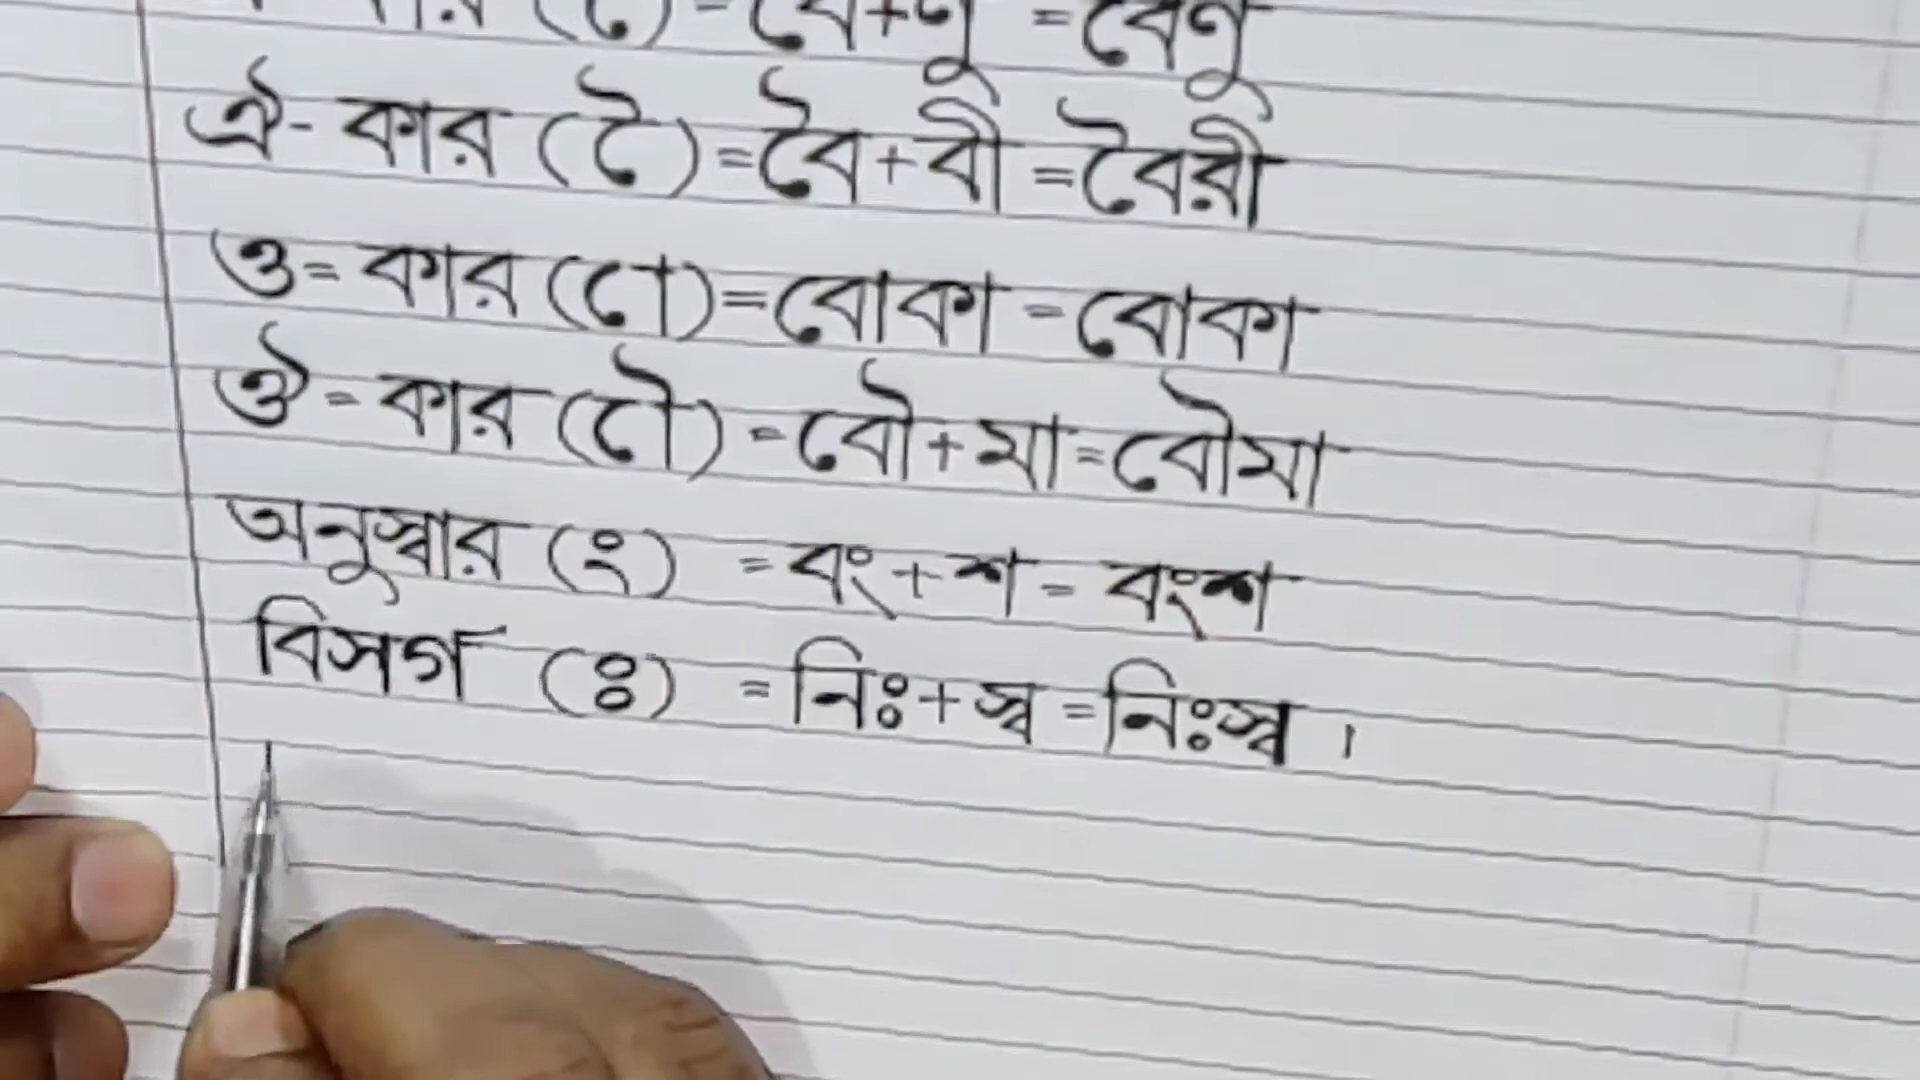 কার (ে) = বে+ণু = বেণু
ঐ- কার (ৈ) = বৈ+বী = বৈরী
ও= কার (ো) = বোকা - বোকা
ঔ - কার (ৌ) - বৌ+মা = বৌমা
অনুস্বার (ং) = বং + শ - বংশ
বিসর্গ (ঃ) = নিঃ+স্ব = নিঃস্ব ।